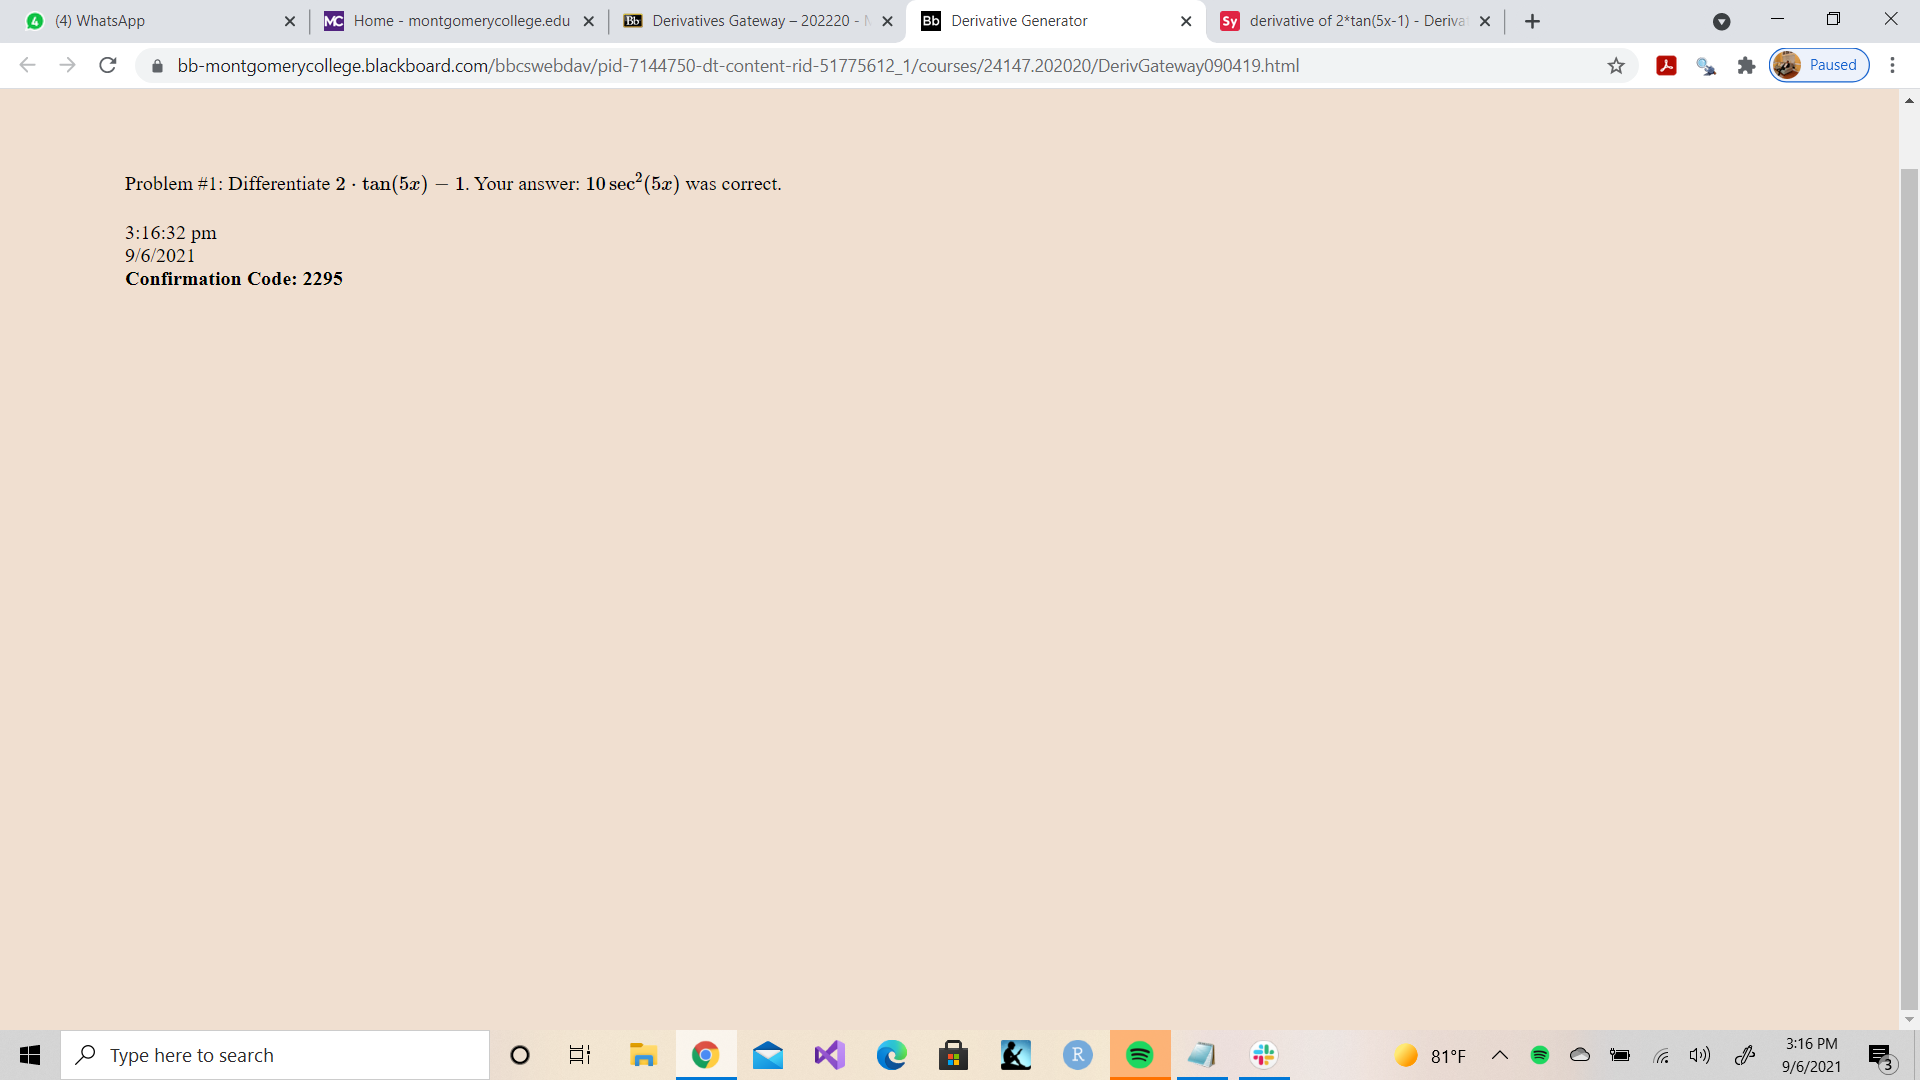 (4) WhatsApp
Home - montgomerycollege.edu
Derivatives Gateway – 202220 -
Derivative Generator
derivative of 2*tan(5x-1) - Deriva
bb-montgomerycollege.blackboard.com/bbcswebdav/pid-7144750-dt-content-rid-51775612_1/courses/24147.202020/DerivGateway090419.html
Paused
Problem #1: Differentiate 2 · tan(5x) − 1. Your answer: 10 sec²(5x) was correct.
3:16:32 pm
9/6/2021
Confirmation Code: 2295
Type here to search
81°F
3:16 PM
9/6/2021
3